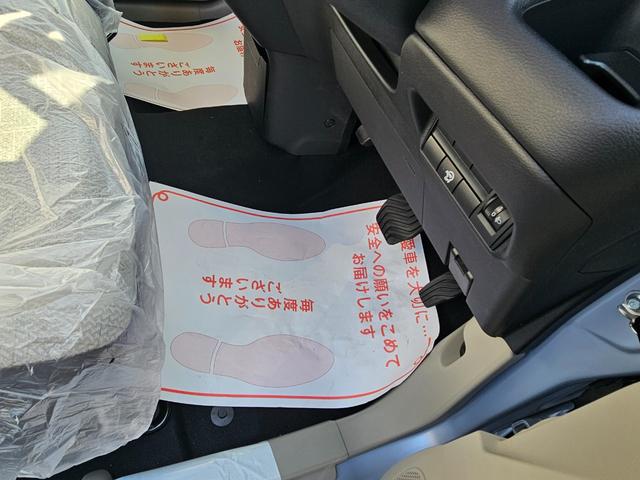 愛車を大切に…
安全への願いをこめて
お届けします
毎度ありがとう
ございます
毎度ありがとう
ございます